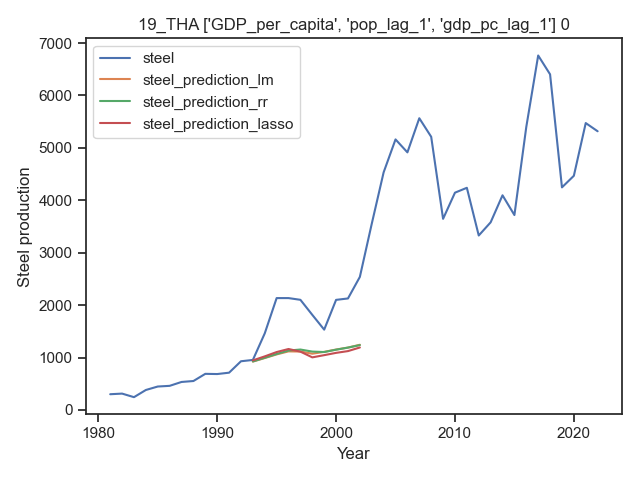 19_THA ['GDP_per_capita', 'pop_lag_1', 'gdp_pc_lag_1'] 0
7000
6000
5000
4000
3000
2000
1000
0
Steel production
steel
steel_prediction_lm
steel_prediction_rr
steel_prediction_lasso
1980
1990
2000
2010
2020
Year